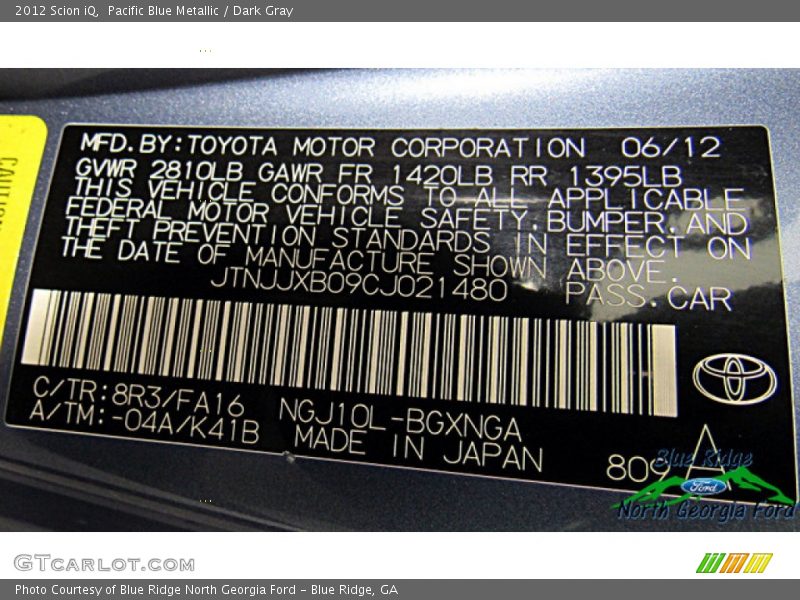 2012 Scion iQ,  Pacific Blue Metallic / Dark Gray
MFD.BY:TOYOTA MOTOR CORPORATION 06/12
GVWR 2810LB GAWR FR 1420LB RR 1395LB
THIS VEHICLE CONFORMS TO ALL APPLICABLE
FEDERAL MOTOR VEHICLE SAFETY,BUMPER,AND
THEFT PREVENTION STANDARDS IN EFFECT ON
THE DATE OF MANUFACTURE SHOWN ABOVE.
JTNJJXB09CJ021480 PASS.CAR
C/TR:8R3/FA16 NGJ10L-BGXNGA
A/TM:-04A/K41B MADE IN JAPAN
809 A
Blue Ridge
Ford
North Georgia Ford
GTcarlot.com
Photo Courtesy of Blue Ridge North Georgia Ford - Blue Ridge, GA